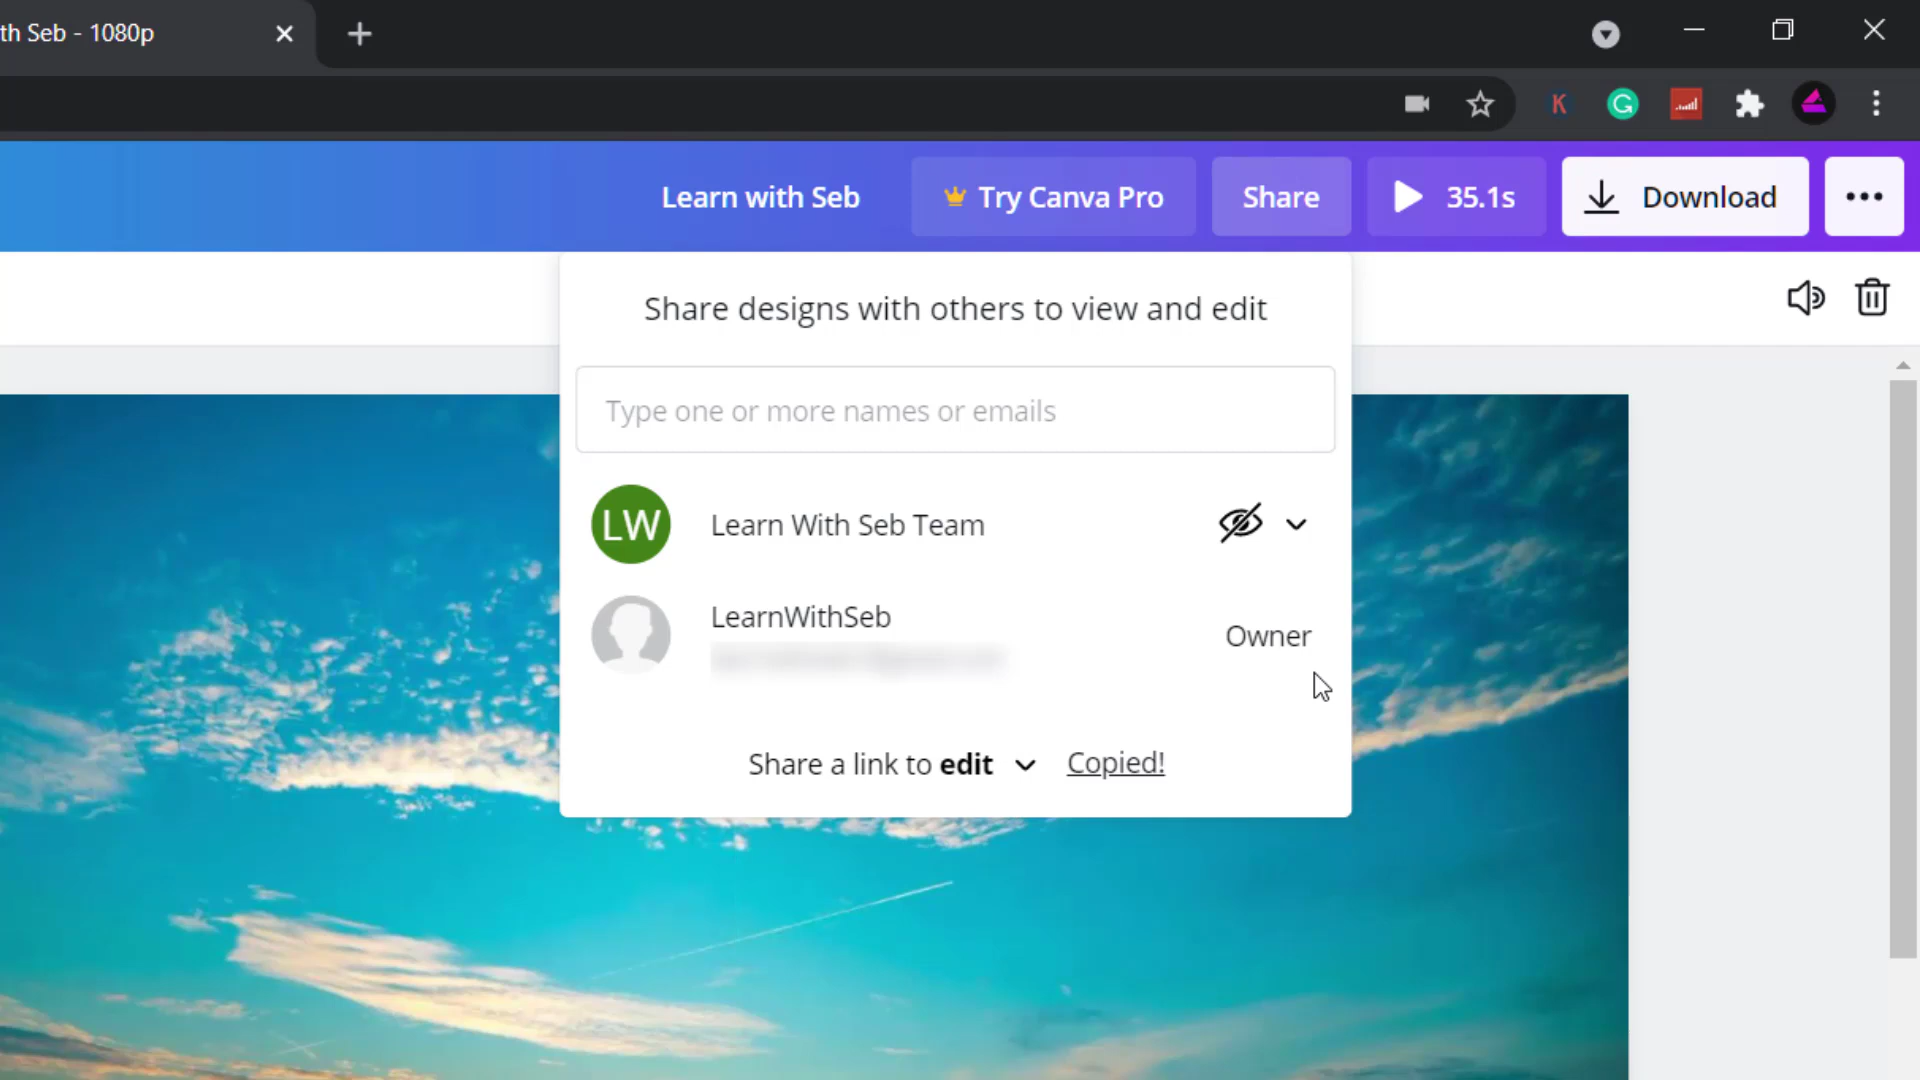 th Seb - 1080p
K
G
Learn with Seb
Try Canva Pro
Share
35.1s
Download
Share designs with others to view and edit
Type one or more names or emails
LW
Learn With Seb Team
LearnWithSeb
Owner
Share a link to edit
Copied!